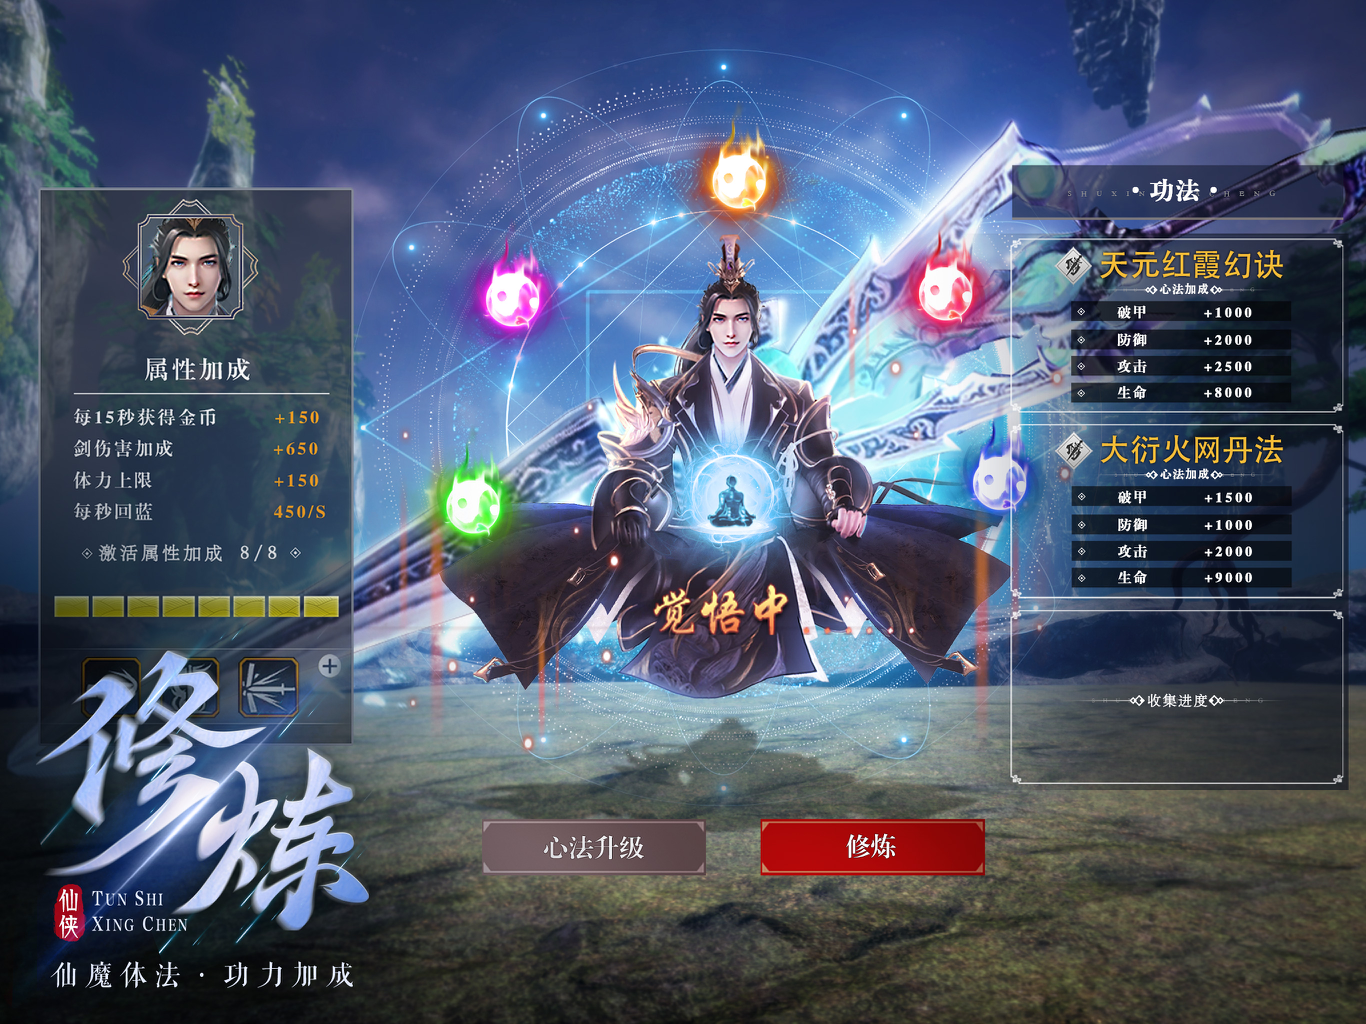 属性加成
每15秒获得金币 +150
剑伤害加成 +650
体力上限 +150
每秒回蓝 450/S
激活属性加成 8/8
修炼
仙侠
TUN SHI
XING CHEN
仙魔体法·功力加成
觉悟中......
心法升级
修炼
·功法·
天元红霞幻诀
心法加成
破甲 +1000
防御 +2000
攻击 +2500
生命 +8000
大衍火网丹法
心法加成
破甲 +1500
防御 +1000
攻击 +2000
生命 +9000
收集进度